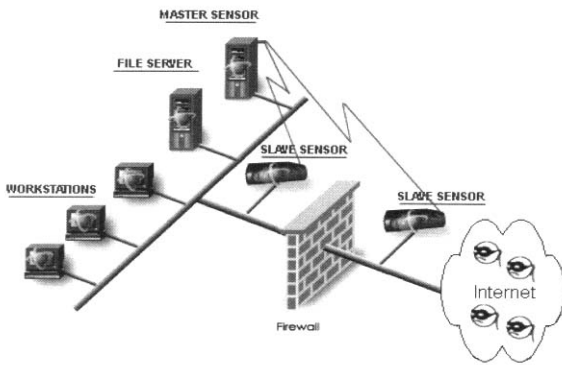 MASTER SENSOR
FILE SERVER
SLAVE SENSOR
WORKSTATIONS
SLAVE SENSOR
Internet
Firewall